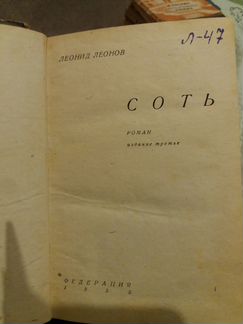 Л-47
ЛЕОНИД ЛЕОНОВ
СОТЬ
РОМАН
издание третье
ФЕДЕРАЦИЯ